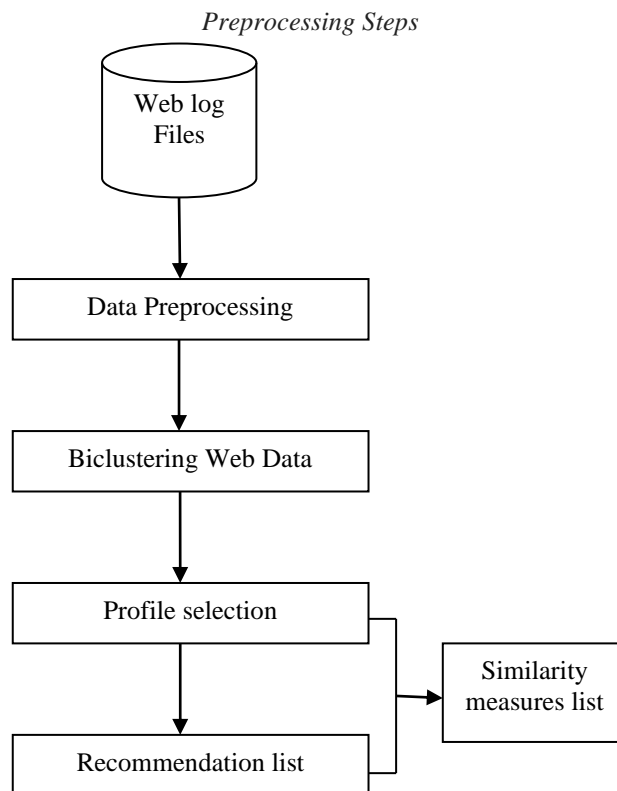 Preprocessing Steps
Web log
Files
Data Preprocessing
Biclustering Web Data
Profile selection
Similarity
measures list
Recommendation list